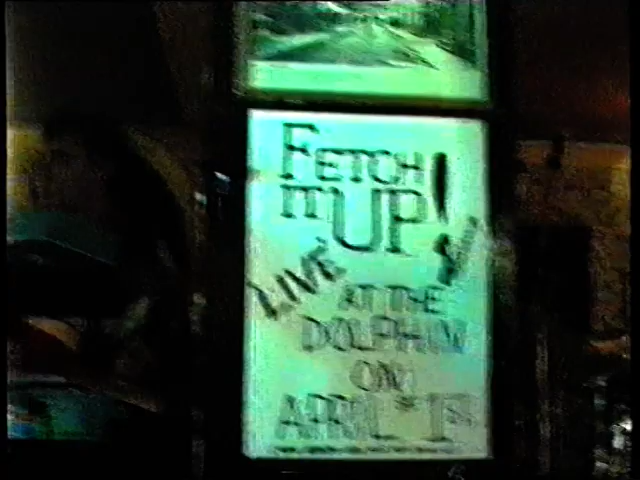 FETCH
IT UP!
LIVE
AT THE
DOLPHIN
ON
APRIL 1ST